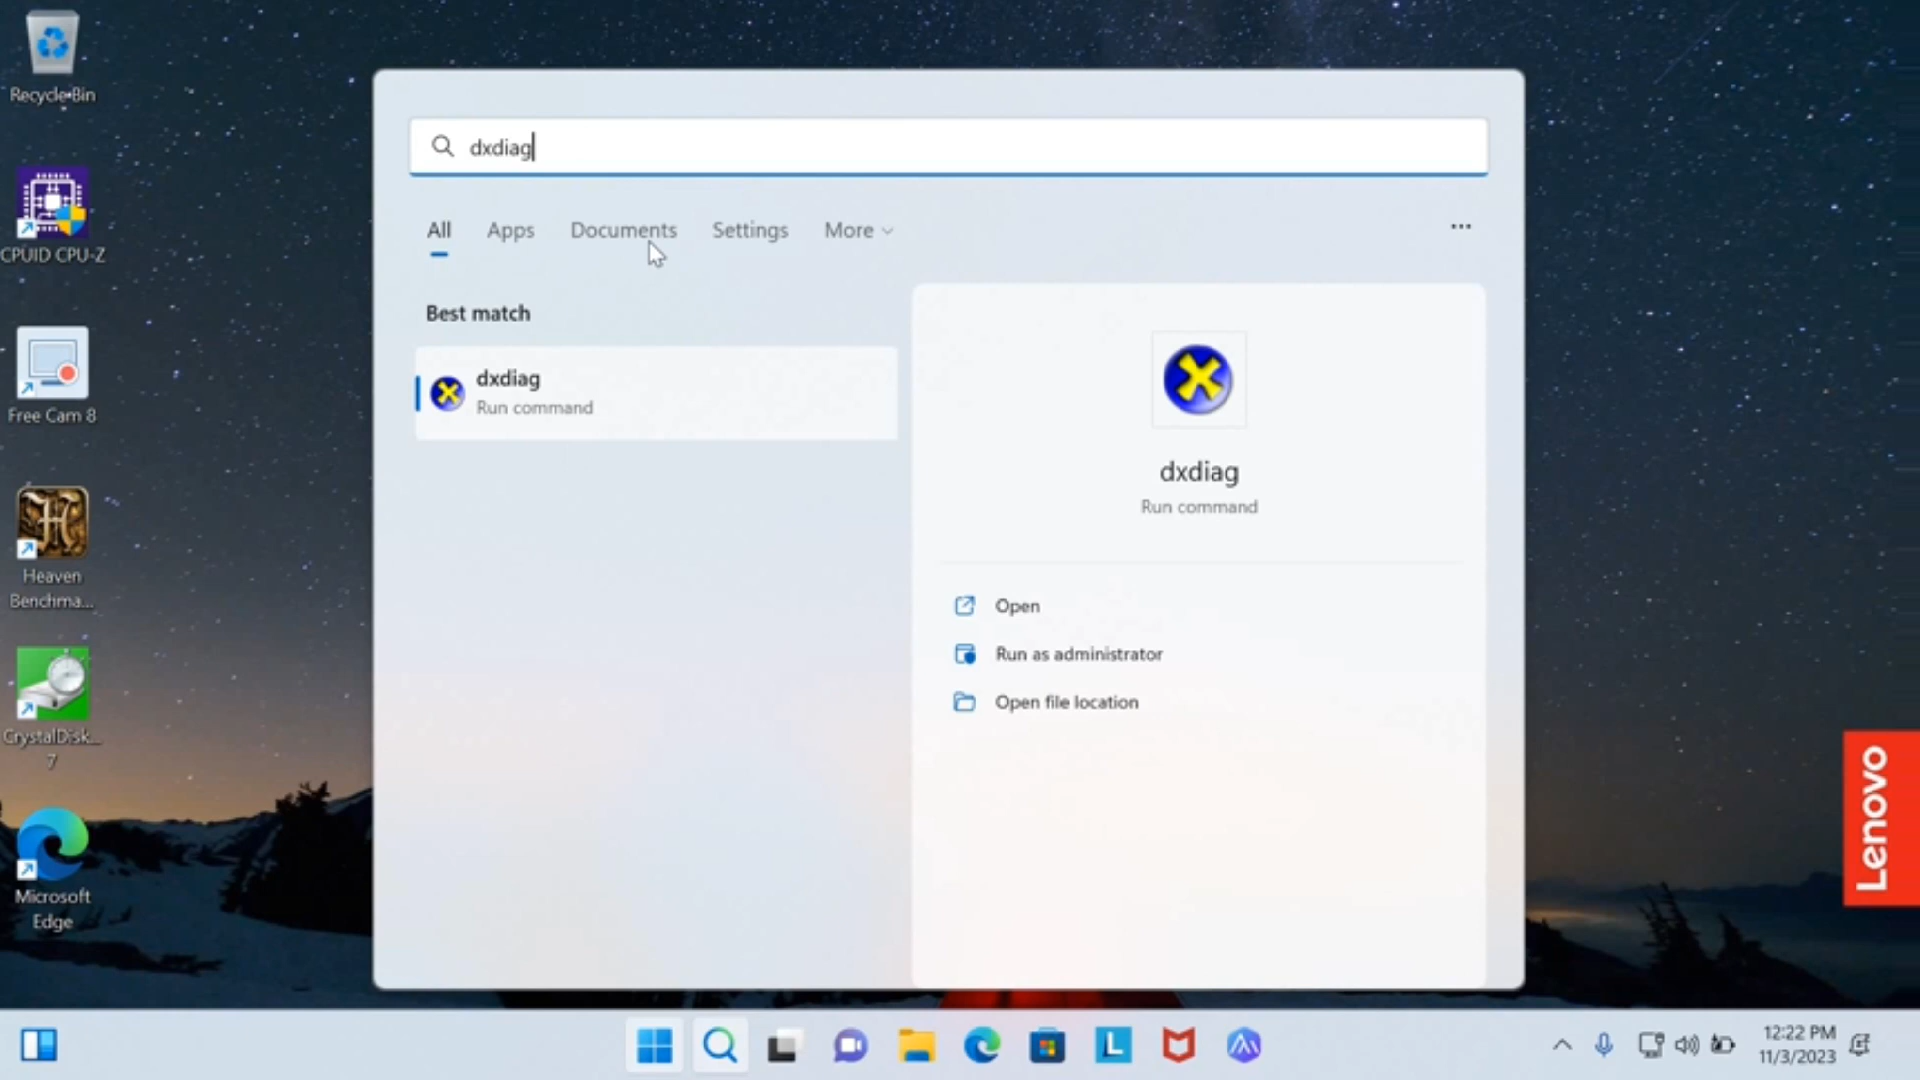 Recycle Bin
CPUID CPU-Z
Free Cam 8
Heaven
Benchma...
CrystalDisk...
7
Microsoft
Edge
dxdiag
All Apps Documents Settings More
Best match
dxdiag
Run command
dxdiag
Run command
Open
Run as administrator
Open file location
Lenovo
L
12:22 PM
11/3/2023